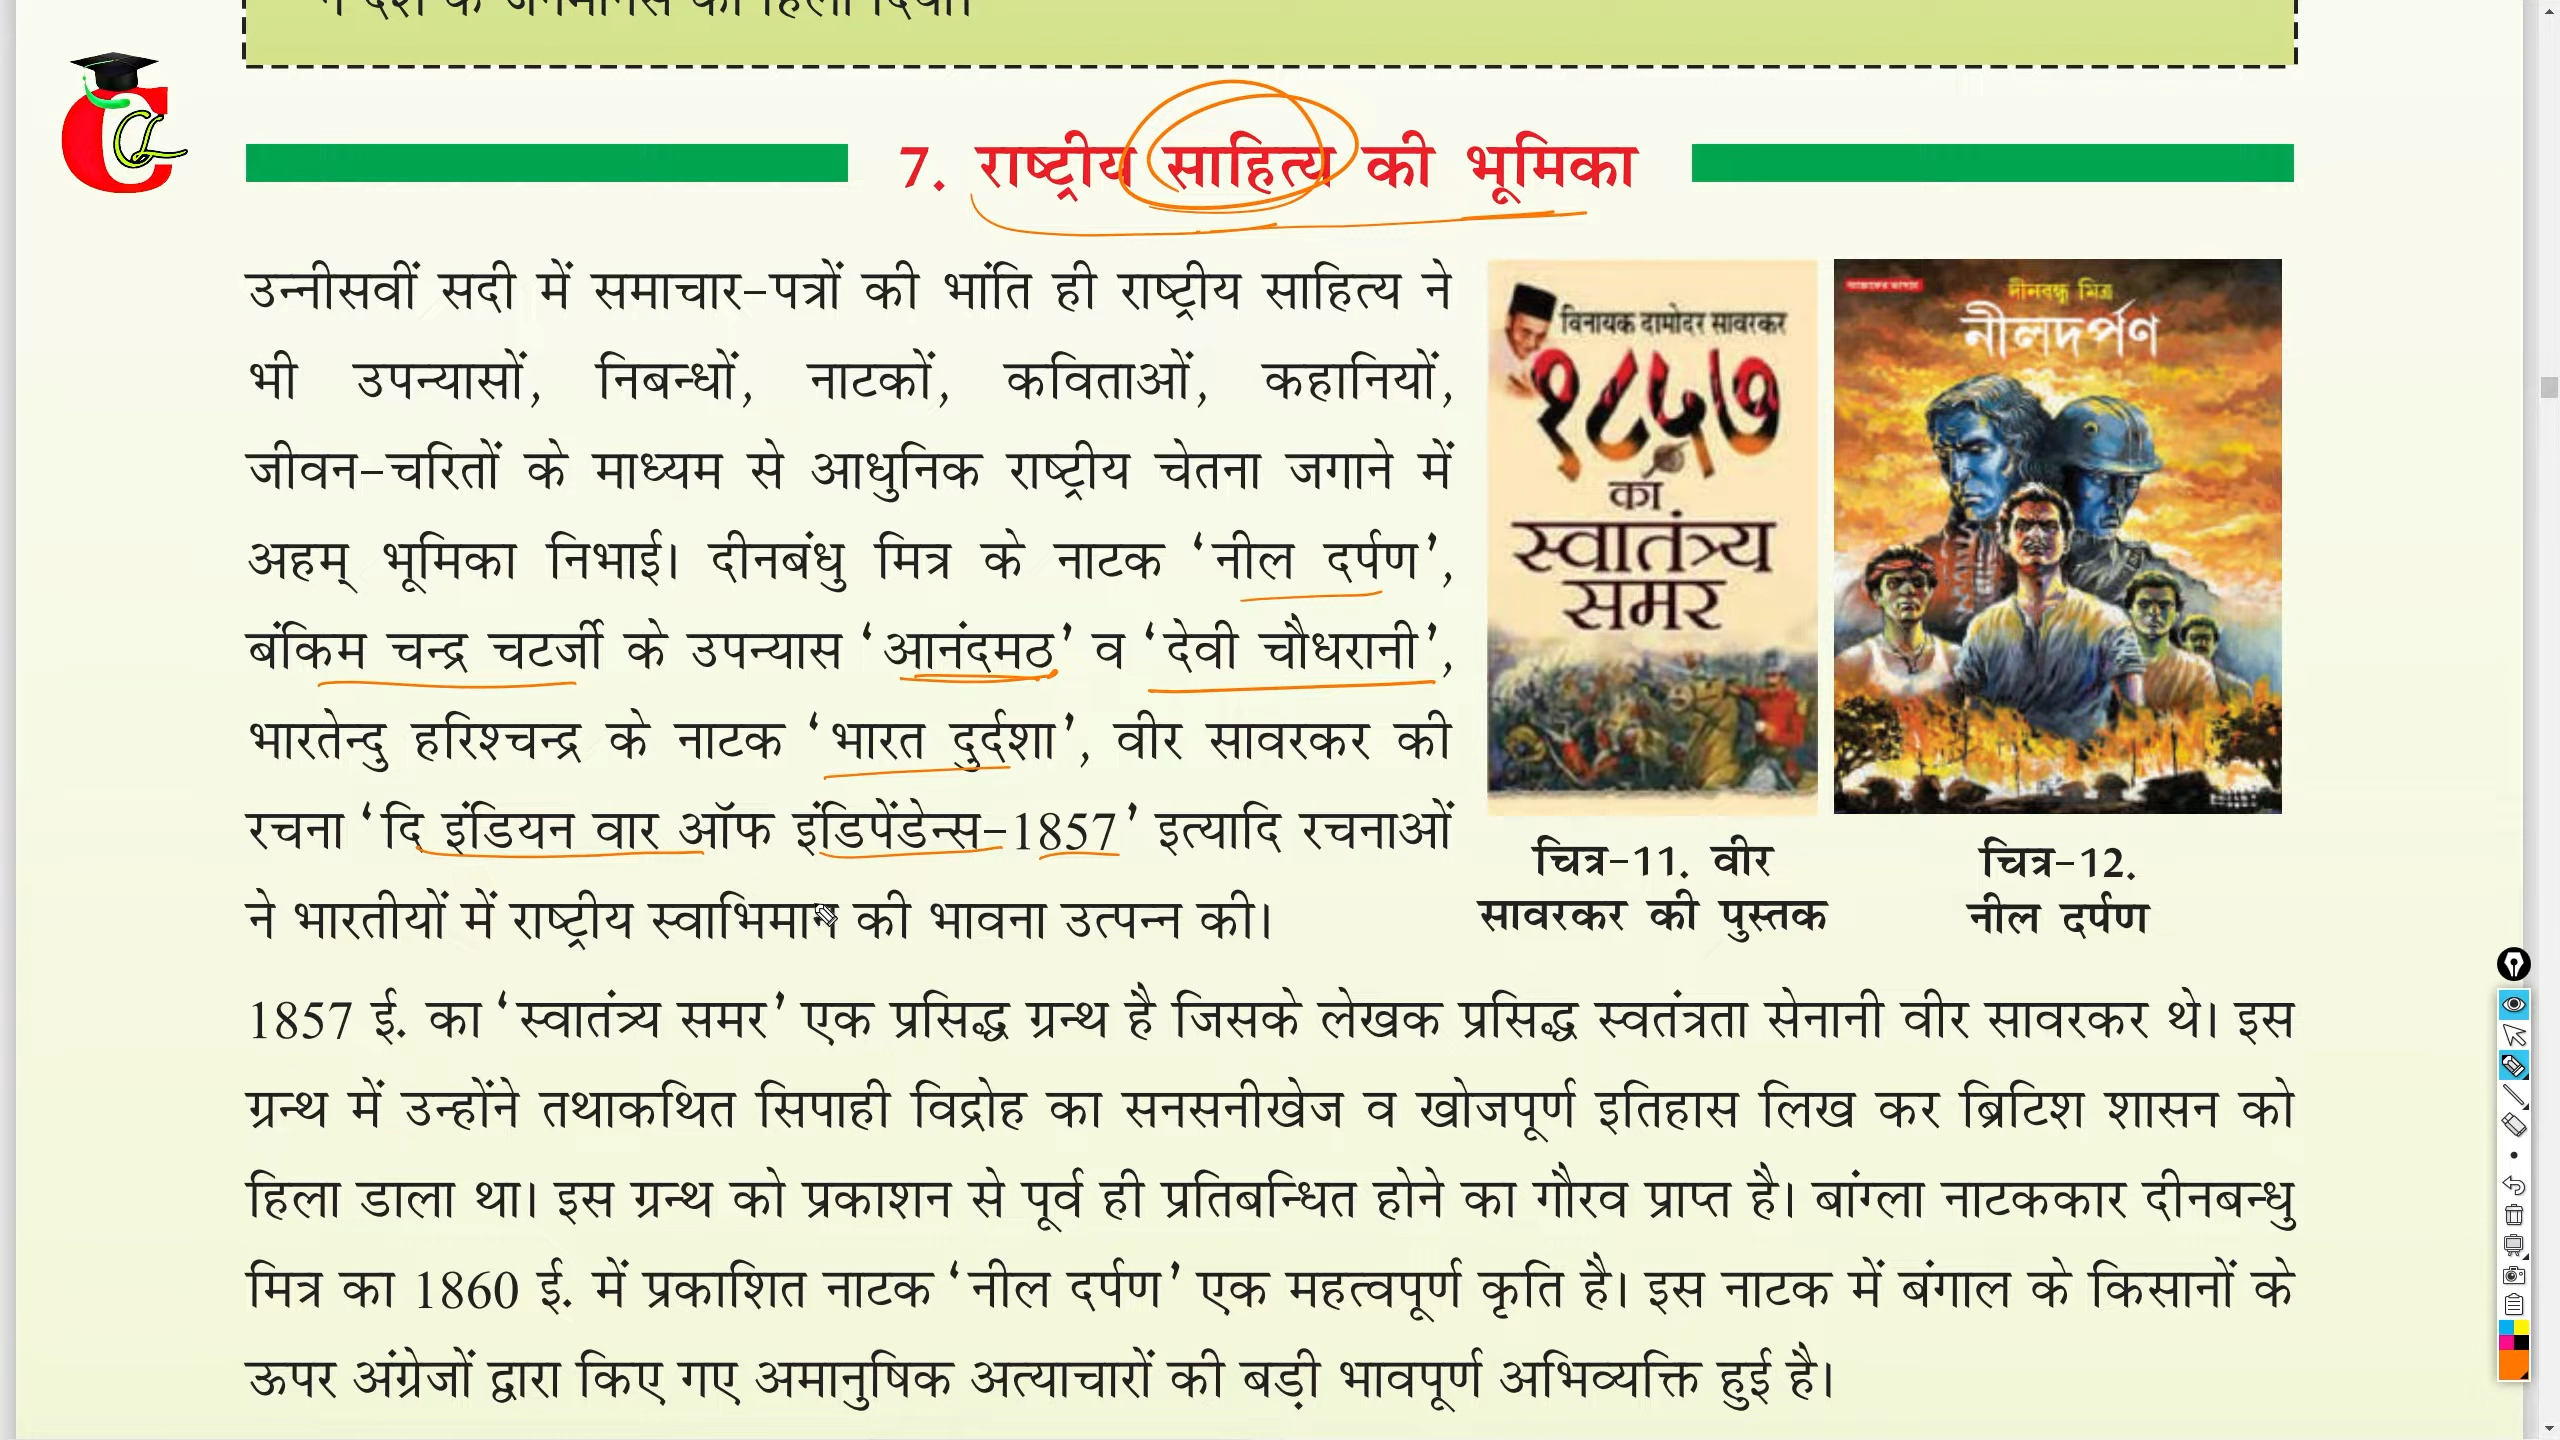 ने देश के जनमानस को हिला दिया।
7. राष्ट्रीय साहित्य की भूमिका
उन्नीसवीं सदी में समाचार-पत्रों की भांति ही राष्ट्रीय साहित्य ने
भी उपन्यासों, निबन्धों, नाटकों, कविताओं, कहानियों,
जीवन-चरितों के माध्यम से आधुनिक राष्ट्रीय चेतना जगाने में
अहम् भूमिका निभाई। दीनबंधु मित्र के नाटक ‘नील दर्पण’,
बंकिम चन्द्र चटर्जी के उपन्यास ‘आनंदमठ’ व ‘देवी चौधरानी’,
भारतेन्दु हरिश्चन्द्र के नाटक ‘भारत दुर्दशा’, वीर सावरकर की
रचना ‘दि इंडियन वार ऑफ इंडिपेंडेन्स-1857’ इत्यादि रचनाओं
ने भारतीयों में राष्ट्रीय स्वाभिमान की भावना उत्पन्न की।
विनायक दामोदर सावरकर
१८५७
का
स्वातंत्र्य
समर
দীনবন্ধু মিত্র
নীলদর্পণ
चित्र-11. वीर
सावरकर की पुस्तक
चित्र-12.
नील दर्पण
1857 ई. का ‘स्वातंत्र्य समर’ एक प्रसिद्ध ग्रन्थ है जिसके लेखक प्रसिद्ध स्वतंत्रता सेनानी वीर सावरकर थे। इस
ग्रन्थ में उन्होंने तथाकथित सिपाही विद्रोह का सनसनीखेज व खोजपूर्ण इतिहास लिख कर ब्रिटिश शासन को
हिला डाला था। इस ग्रन्थ को प्रकाशन से पूर्व ही प्रतिबन्धित होने का गौरव प्राप्त है। बांग्ला नाटककार दीनबन्धु
मित्र का 1860 ई. में प्रकाशित नाटक ‘नील दर्पण’ एक महत्वपूर्ण कृति है। इस नाटक में बंगाल के किसानों के
ऊपर अंग्रेजों द्वारा किए गए अमानुषिक अत्याचारों की बड़ी भावपूर्ण अभिव्यक्ति हुई है।